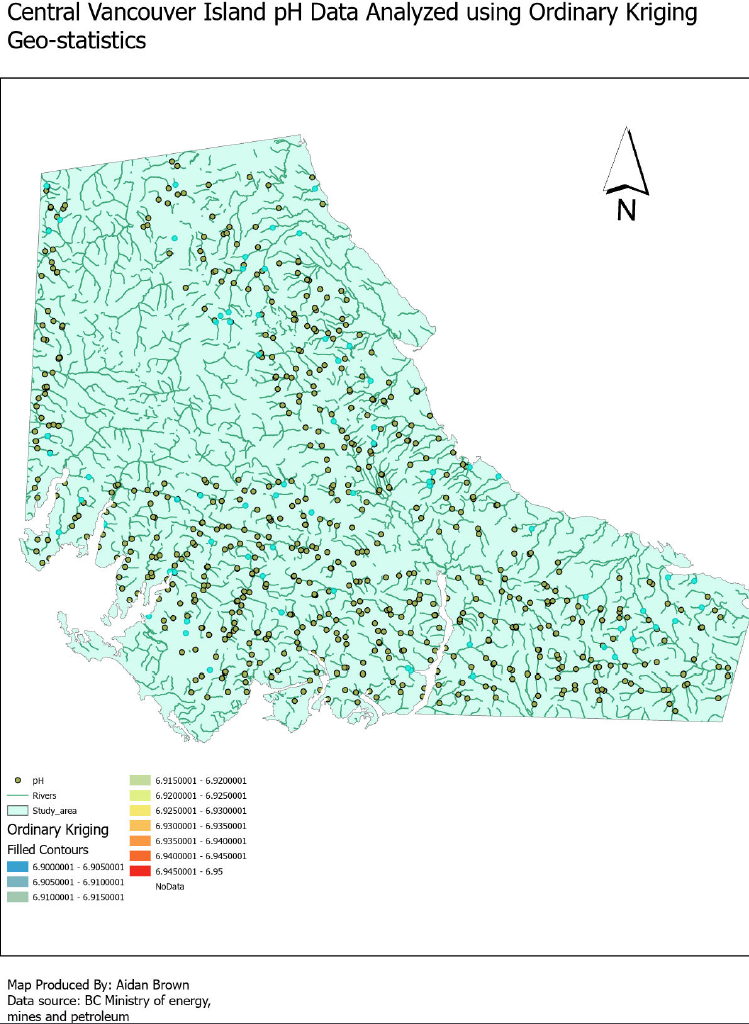 Central Vancouver Island pH Data Analyzed using Ordinary Kriging
Geo-statistics
N
pH
Rivers
Study_area
Ordinary Kriging
Filled Contours
6.9000001 - 6.9050001
6.9050001 - 6.9100001
6.9100001 - 6.9150001
6.9150001 - 6.9200001
6.9200001 - 6.9250001
6.9250001 - 6.9300001
6.9300001 - 6.9350001
6.9350001 - 6.9400001
6.9400001 - 6.9450001
6.9450001 - 6.95
NoData
Map Produced By: Aidan Brown
Data source: BC Ministry of energy,
mines and petroleum